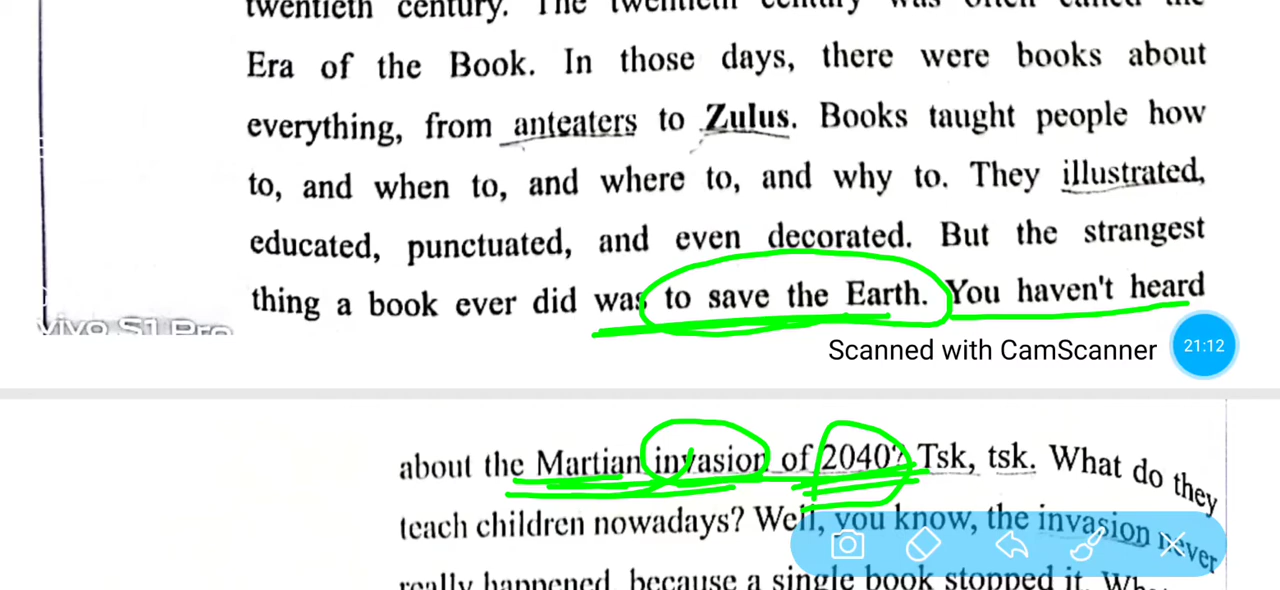 twentieth century. The twentieth century was often called the
Era of the Book. In those days, there were books about
everything, from anteaters to Zulus. Books taught people how
to, and when to, and where to, and why to. They illustrated,
educated, punctuated, and even decorated. But the strangest
thing a book ever did was to save the Earth. You haven't heard
vivo S1 Pro
Scanned with CamScanner
21:12
about the Martian invasion of 2040? Tsk, tsk. What do they
teach children nowadays? Well, you know, the invasion never
really happened, because a single book stopped it.